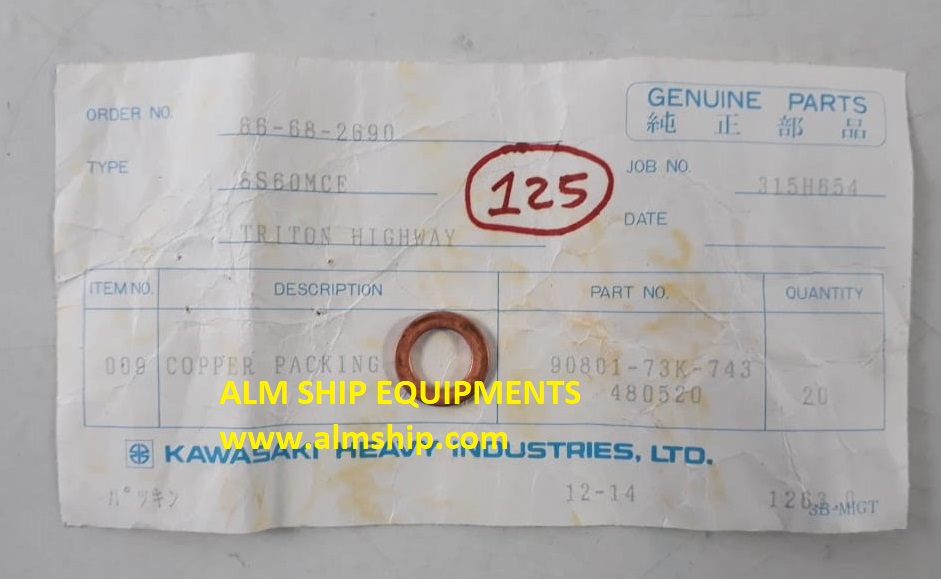 GENUINE PARTS
純正部品
ORDER NO. 66-68-2690
TYPE 6S60MCE
JOB NO. 315H654
125
TRITON HIGHWAY
DATE
ITEM NO. DESCRIPTION PART NO. QUANTITY
009 COPPER PACKING 90801-73K-743
480520 20
ALM SHIP EQUIPMENTS
www.almship.com
KAWASAKI HEAVY INDUSTRIES, LTD.
パツキン 12-14
3B-MIGT